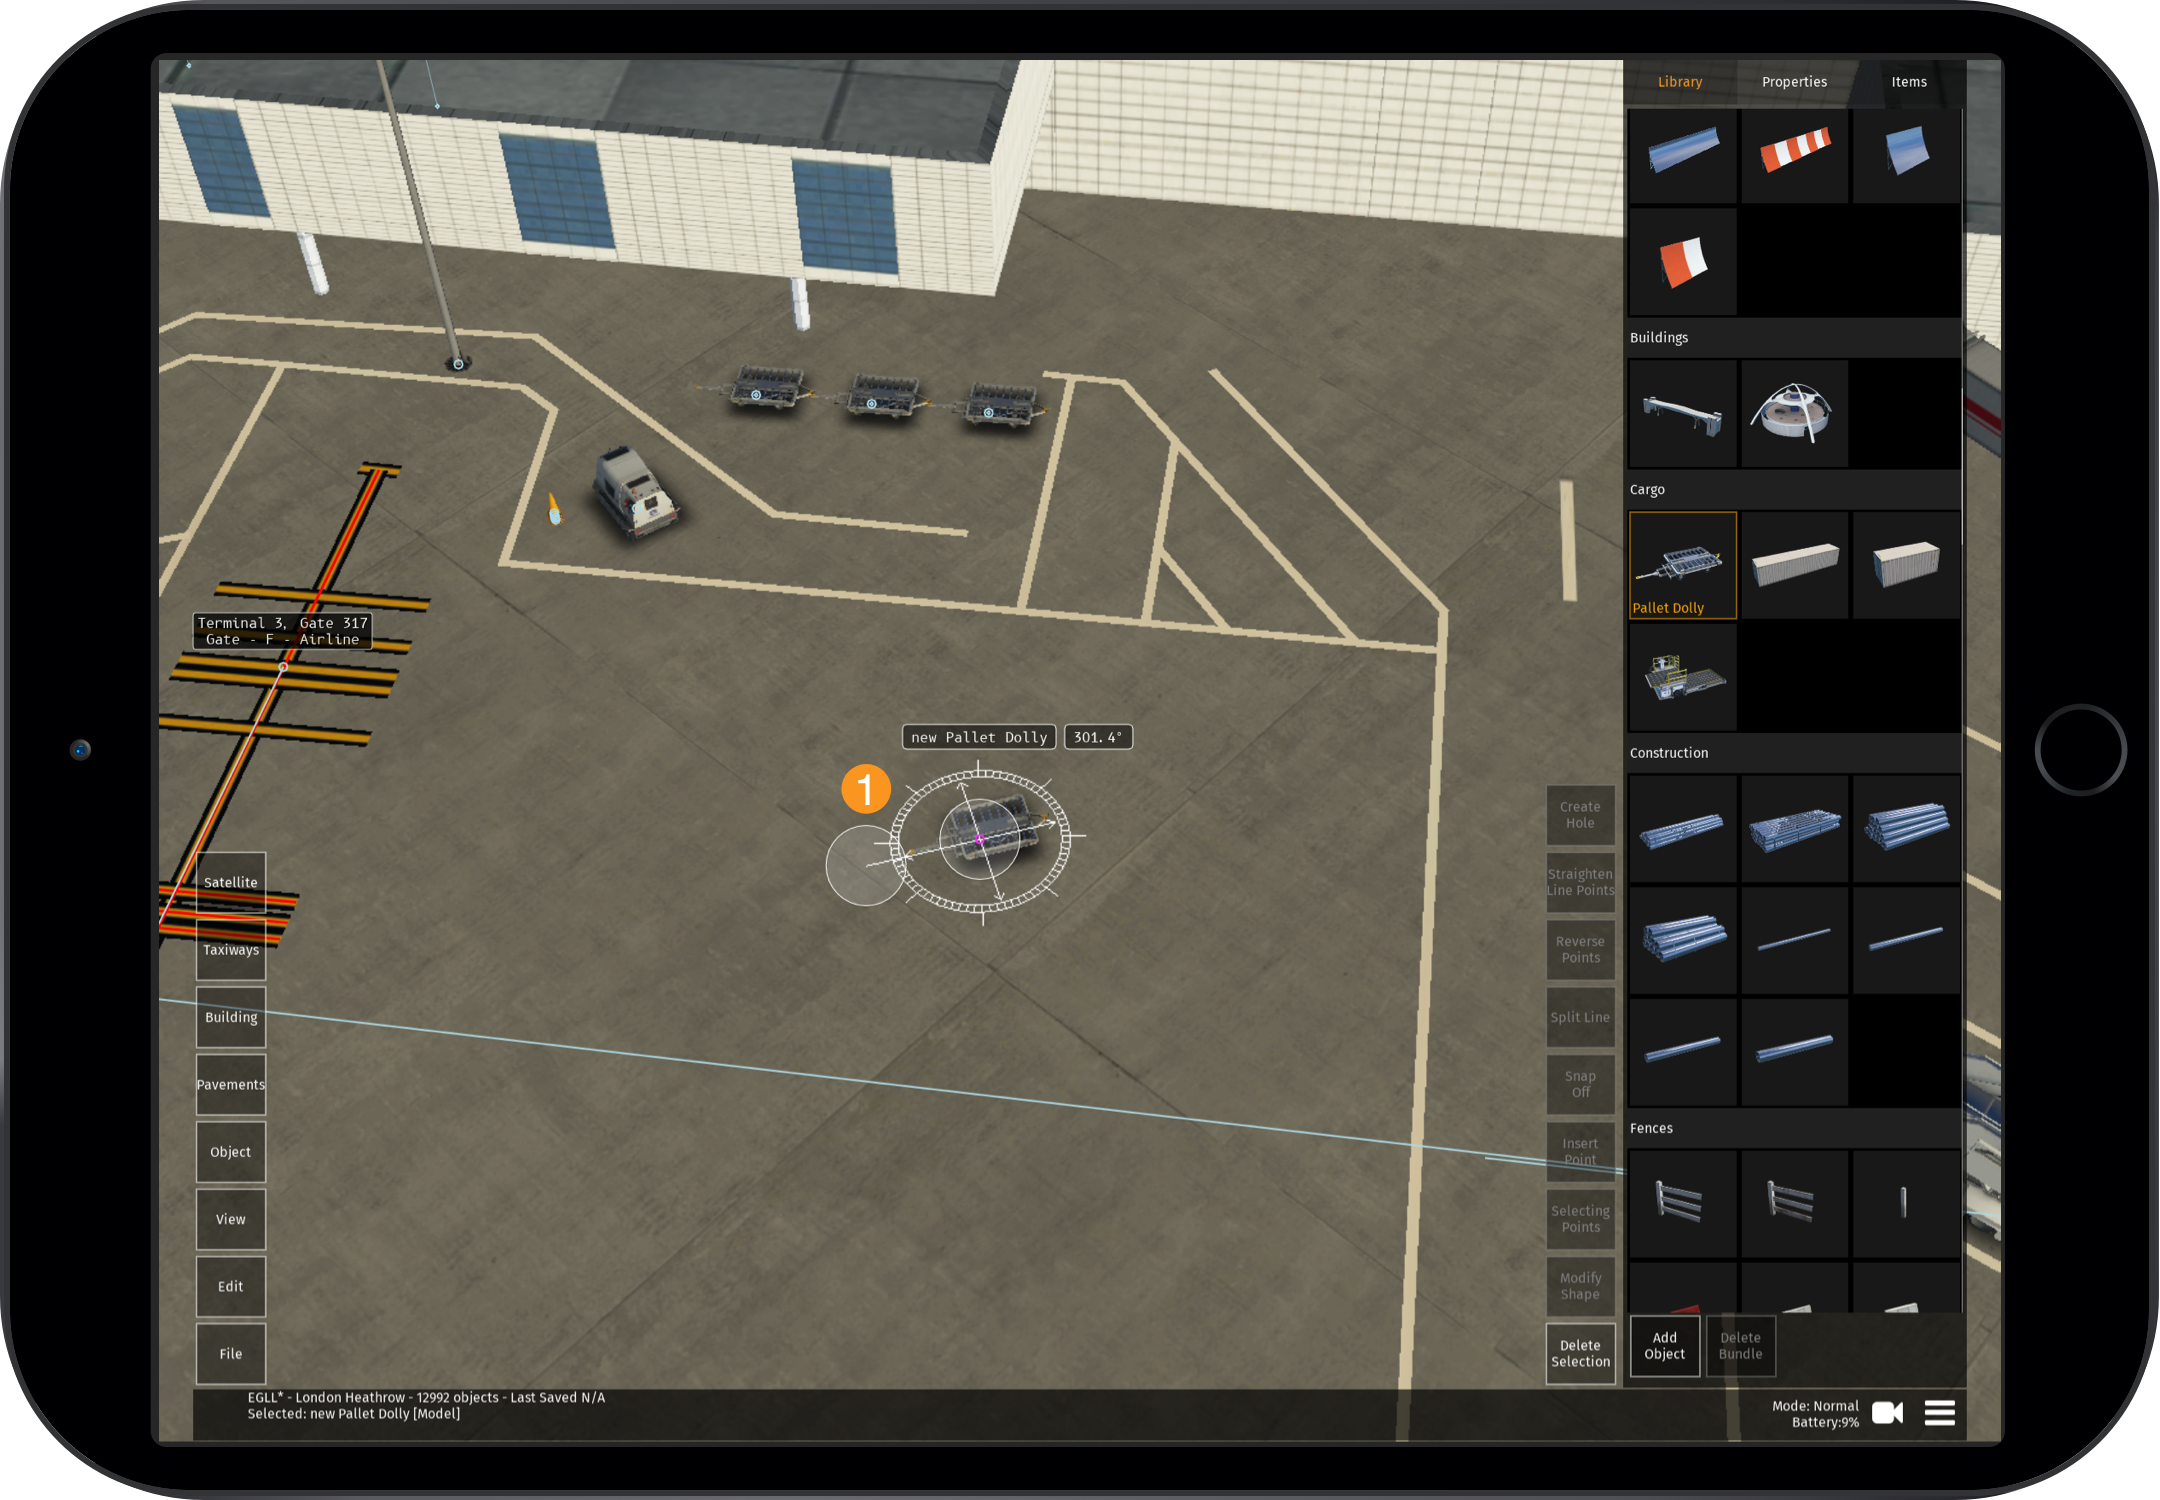 Library
Properties
Items
Buildings
Cargo
Pallet Dolly
Construction
Fences
Terminal 3, Gate 317
Gate - F - Airline
new Pallet Dolly
301.4°
1
Satellite
Taxiways
Building
Pavements
Object
View
Edit
File
Create
Hole
Straighten
Line Points
Reverse
Points
Split Line
Snap
Off
Insert
Point
Selecting
Points
Modify
Shape
Delete
Selection
Add
Object
Delete
Bundle
EGLL* - London Heathrow - 12992 objects - Last Saved N/A
Selected: new Pallet Dolly [Model]
Mode: Normal
Battery:9%